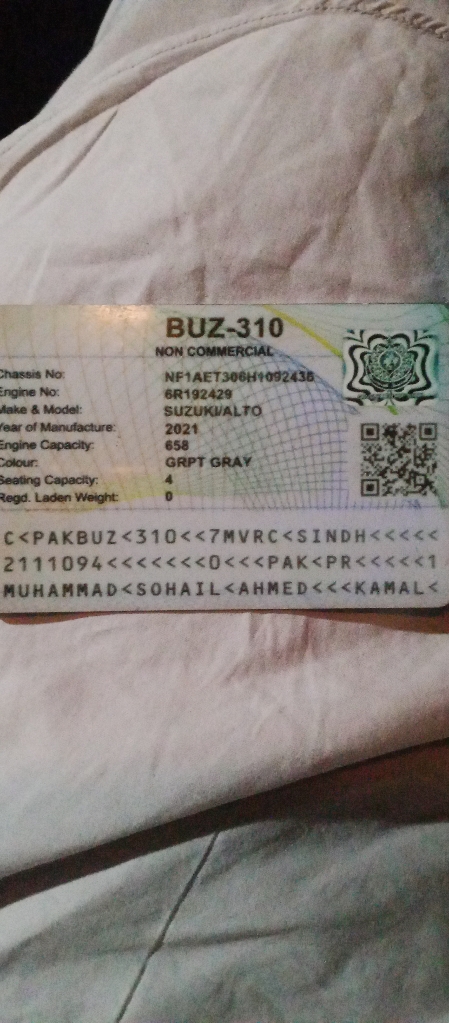 BUZ-310
NON COMMERCIAL
Chassis No: NF1AET306H1092436
Engine No: 6R192429
Make & Model: SUZUKI/ALTO
Year of Manufacture: 2021
Engine Capacity: 658
Colour: GRPT GRAY
Seating Capacity: 4
Regd. Laden Weight: 0
C<PAKBUZ<310<<7MVRC<SINDH<<<<<
2111094<<<<<<<0<<<PAK<PR<<<<<1
MUHAMMAD<SOHAIL<AHMED<<<KAMAL<